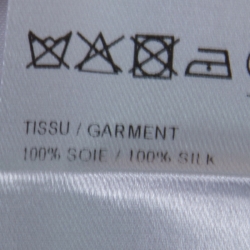 TISSU / GARMENT
100% SOIE / 100% SILK